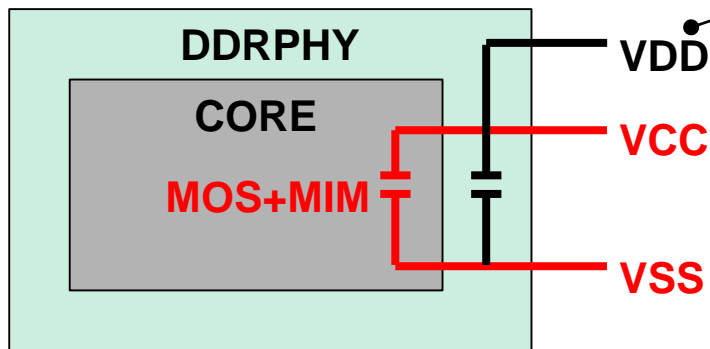 DDRPHY
VDD
CORE
VCC
MOS+MIM
VSS